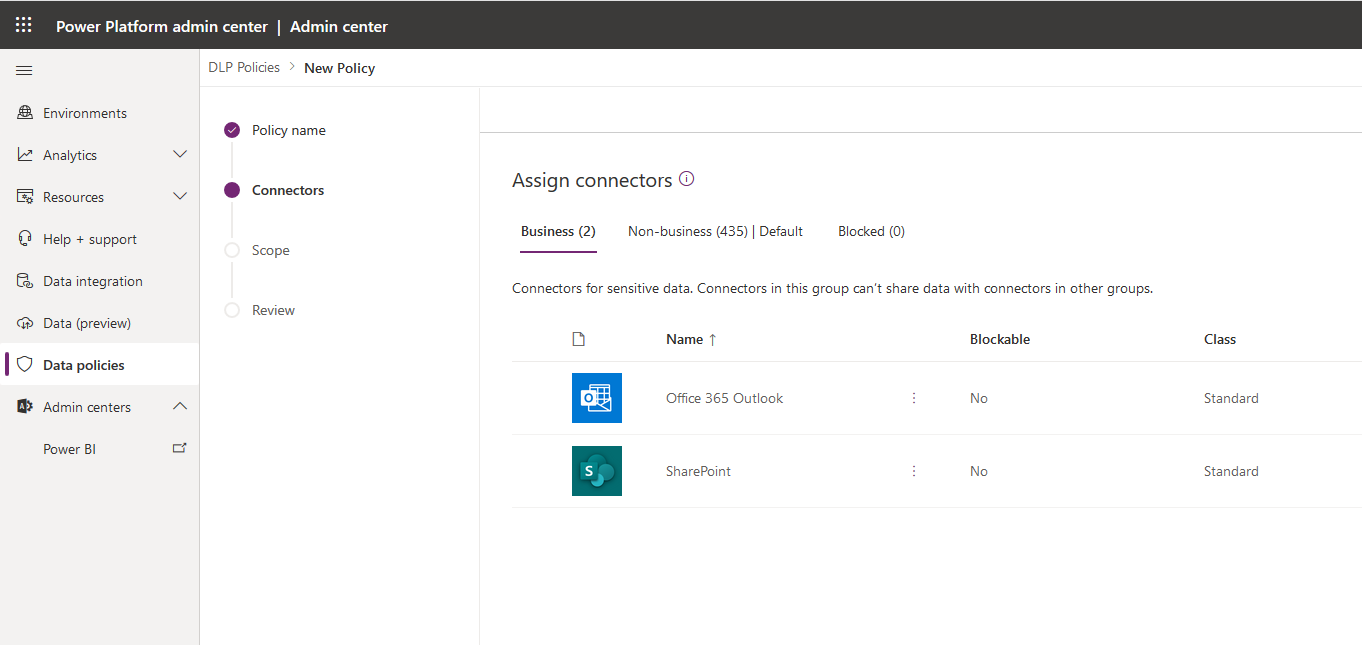 Power Platform admin center | Admin center
DLP Policies > New Policy
Environments
Analytics
Resources
Help + support
Data integration
Data (preview)
Data policies
Admin centers
Power BI
Policy name
Connectors
Scope
Review
Assign connectors
Business (2) Non-business (435) | Default Blocked (0)
Connectors for sensitive data. Connectors in this group can't share data with connectors in other groups.
Name ↑ Blockable Class
Office 365 Outlook No Standard
SharePoint No Standard